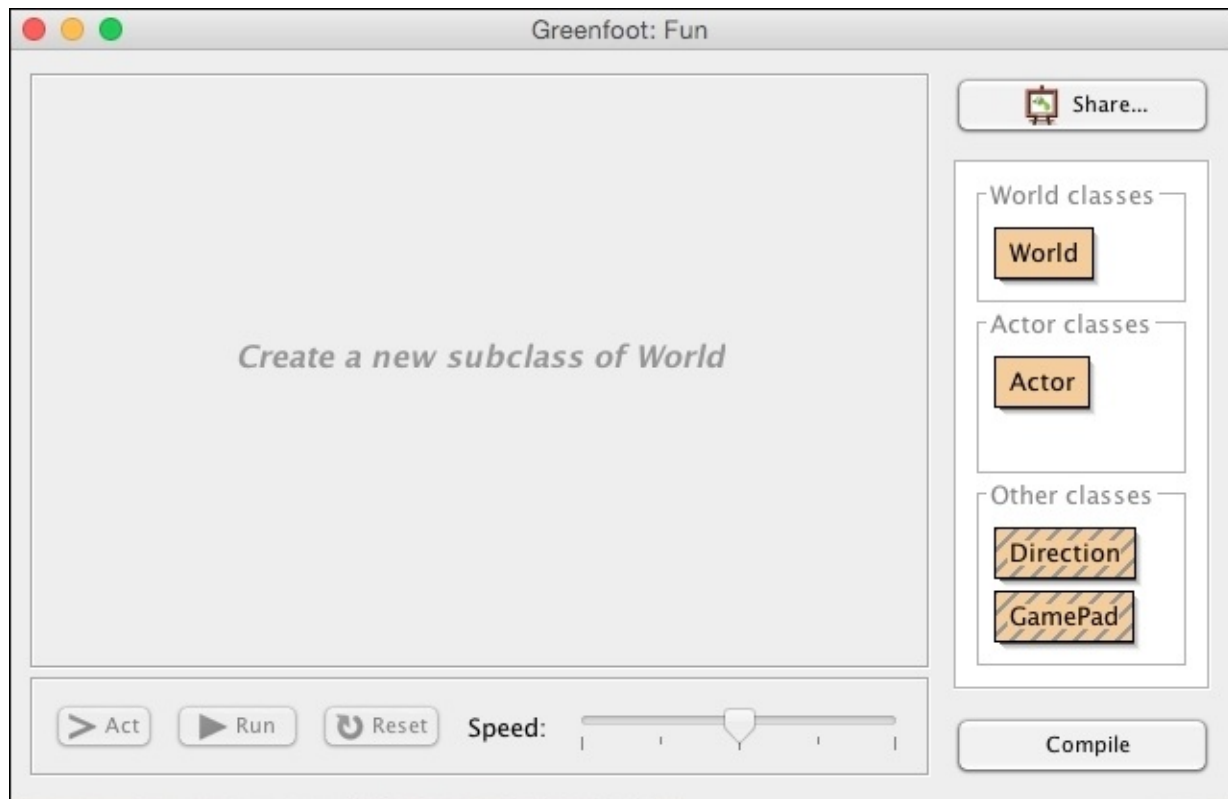 Greenfoot: Fun
Share...
World classes
World
Create a new subclass of World
Actor classes
Actor
Other classes
Direction
GamePad
Act
Run
Reset
Speed:
Compile